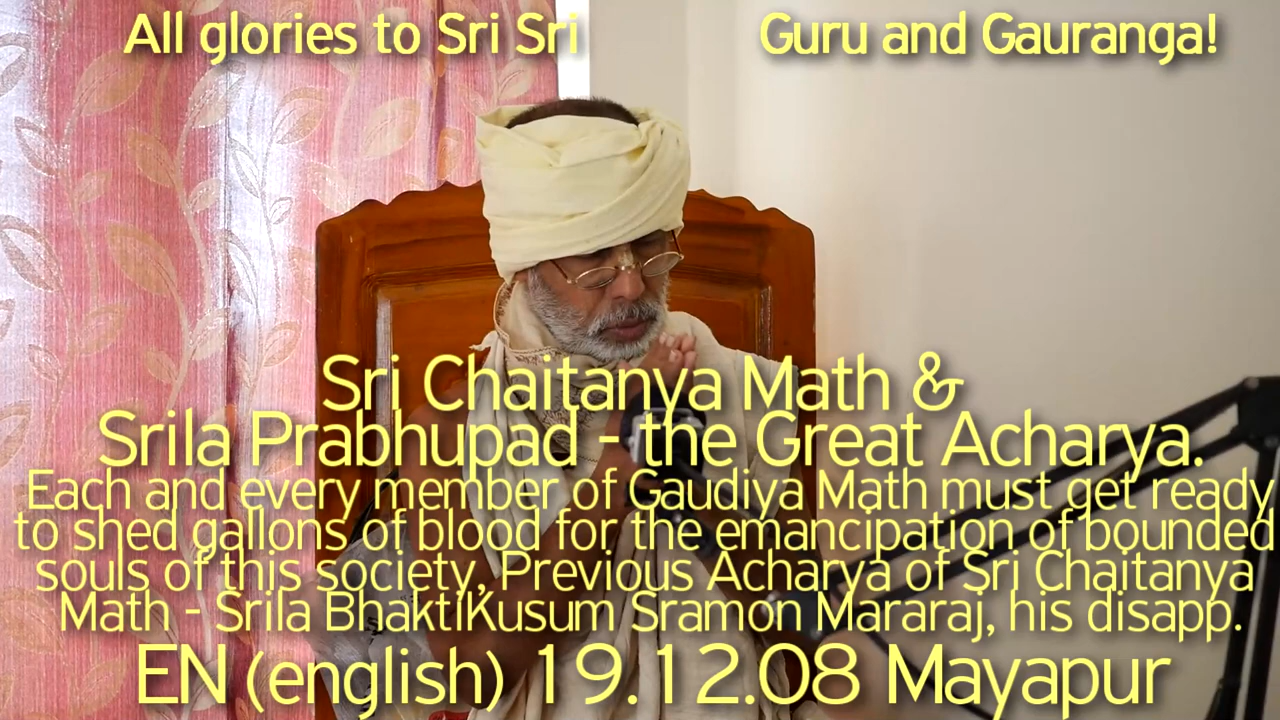 All glories to Sri Sri Guru and Gauranga!
Sri Chaitanya Math &
Srila Prabhupad - the Great Acharya.
Each and every member of Gaudiya Math must get ready
to shed gallons of blood for the emancipation of bounded
souls of this society, Previous Acharya of Sri Chaitanya
Math - Srila BhaktiKusum Sramon Mararaj, his disapp.
EN (english) 19.12.08 Mayapur